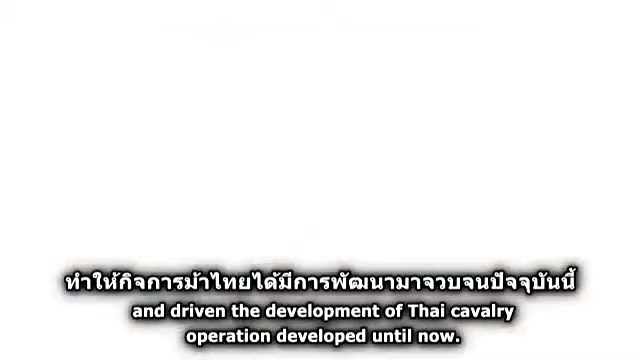 ทำให้กิจการม้าไทยได้มีการพัฒนามาจวบจนปัจจุบันนี้
and driven the development of Thai cavalry
operation developed until now.